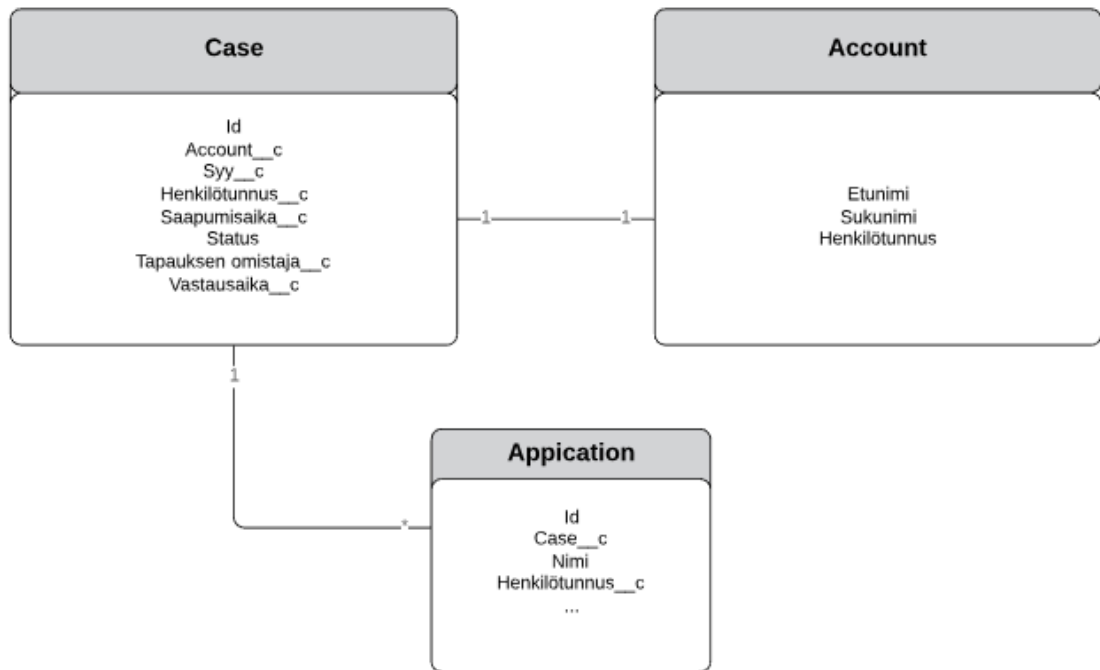 Case
Id
Account__c
Syy__c
Henkilötunnus__c
Saapumisaika__c
Status
Tapauksen omistaja__c
Vastausaika__c
1
1
Account
Etunimi
Sukunimi
Henkilötunnus
1
*
Appication
Id
Case__c
Nimi
Henkilötunnus__c
...